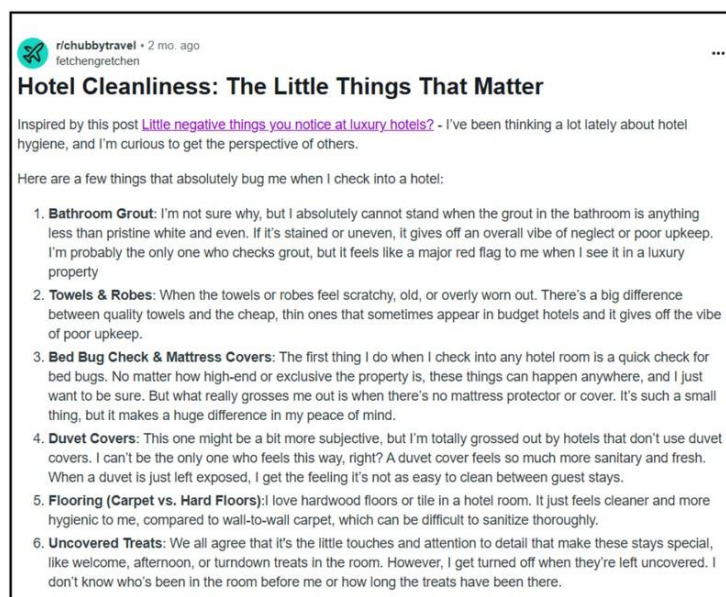 r/chubbytravel • 2 mo. ago
fetchengretchen
Hotel Cleanliness: The Little Things That Matter
Inspired by this post Little negative things you notice at luxury hotels? - I've been thinking a lot lately about hotel
hygiene, and I'm curious to get the perspective of others.
Here are a few things that absolutely bug me when I check into a hotel:
1. Bathroom Grout: I'm not sure why, but I absolutely cannot stand when the grout in the bathroom is anything
less than pristine white and even. If it's stained or uneven, it gives off an overall vibe of neglect or poor upkeep.
I'm probably the only one who checks grout, but it feels like a major red flag to me when I see it in a luxury
property
2. Towels & Robes: When the towels or robes feel scratchy, old, or overly worn out. There's a big difference
between quality towels and the cheap, thin ones that sometimes appear in budget hotels and it gives off the vibe
of poor upkeep.
3. Bed Bug Check & Mattress Covers: The first thing I do when I check into any hotel room is a quick check for
bed bugs. No matter how high-end or exclusive the property is, these things can happen anywhere, and I just
want to be sure. But what really grosses me out is when there's no mattress protector or cover. It's such a small
thing, but it makes a huge difference in my peace of mind.
4. Duvet Covers: This one might be a bit more subjective, but I'm totally grossed out by hotels that don't use duvet
covers. I can't be the only one who feels this way, right? A duvet cover feels so much more sanitary and fresh.
When a duvet is just left exposed, I get the feeling it's not as easy to clean between guest stays.
5. Flooring (Carpet vs. Hard Floors):I love hardwood floors or tile in a hotel room. It just feels cleaner and more
hygienic to me, compared to wall-to-wall carpet, which can be difficult to sanitize thoroughly.
6. Uncovered Treats: We all agree that it's the little touches and attention to detail that make these stays special,
like welcome, afternoon, or turndown treats in the room. However, I get turned off when they're left uncovered. I
don't know who's been in the room before me or how long the treats have been there.